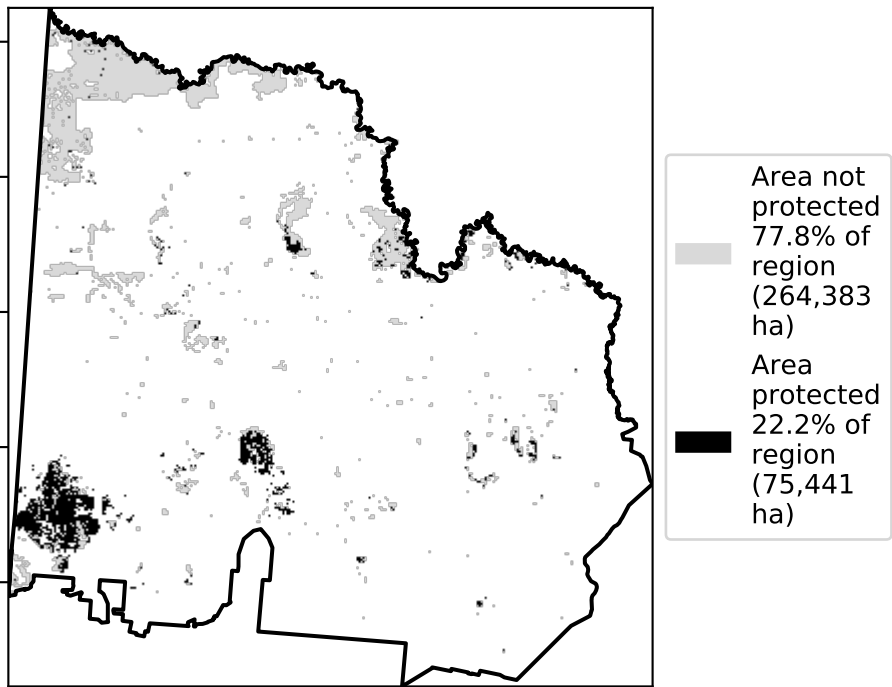 Area not
protected
77.8% of
region
(264,383
ha)
Area
protected
22.2% of
region
(75,441
ha)